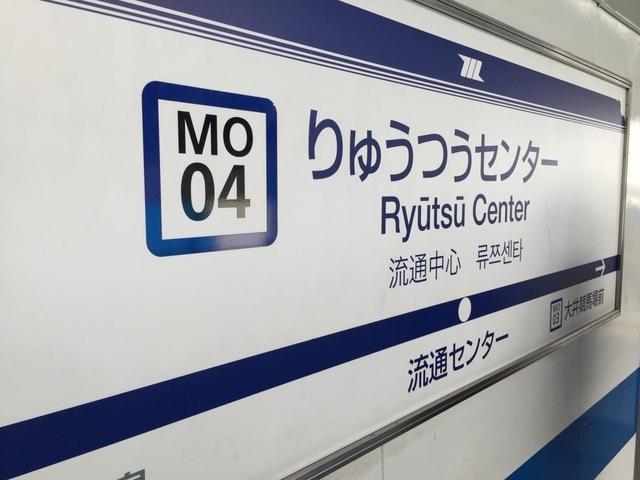 MO
04
りゅうつうセンター
Ryūtsū Center
流通中心 류쯔센타
MO
03
大井競馬場前
流通センター